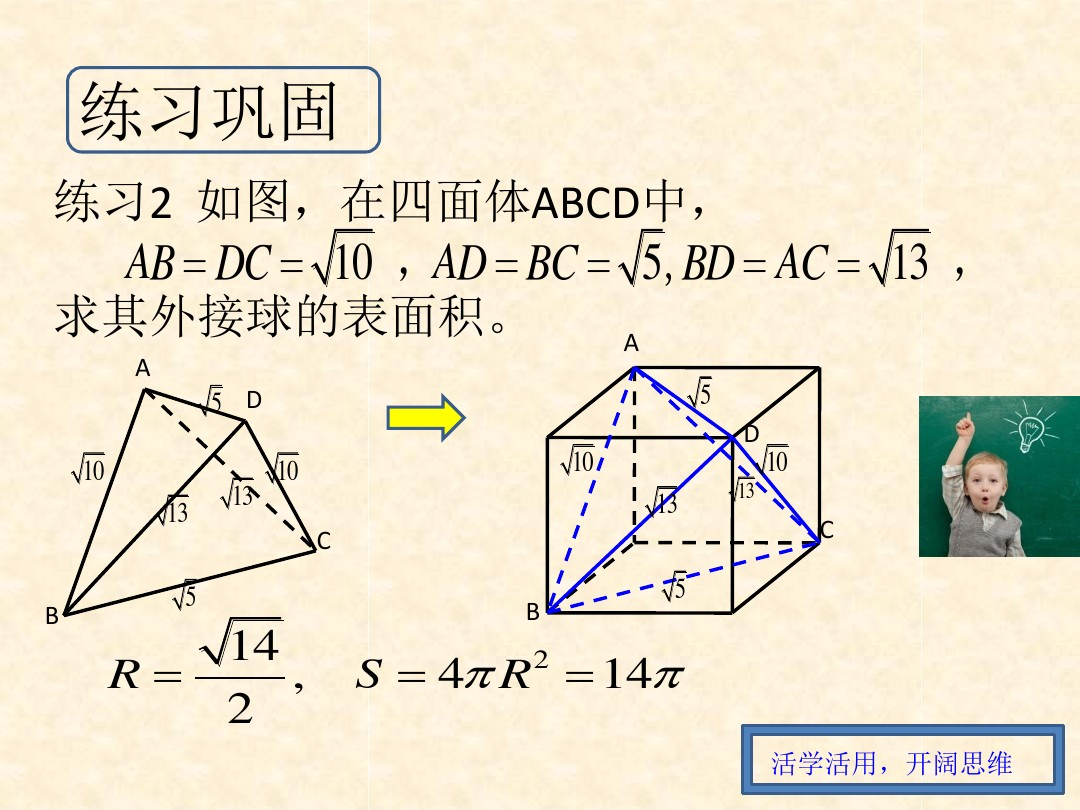 练习巩固
练习2 如图，在四面体ABCD中，
AB = DC = √10 ，AD = BC = √5, BD = AC = √13 ，
求其外接球的表面积。
A
√5
D
√10
√10
√13
√13
C
√5
B
A
√5
D
√10
√10
√13
√13
C
√5
B
R = √14/2, S = 4πR² = 14π
活学活用，开阔思维